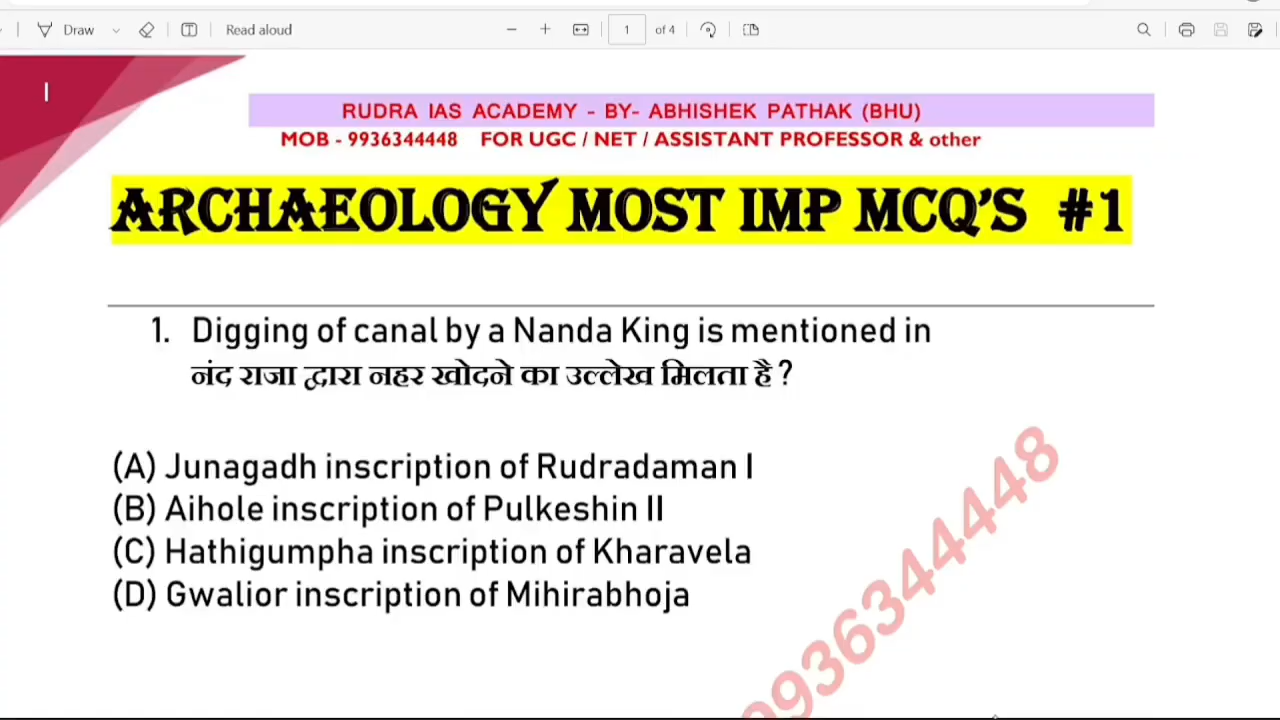 Draw
Read aloud
1 of 4
RUDRA IAS ACADEMY - BY- ABHISHEK PATHAK (BHU)
MOB - 9936344448 FOR UGC / NET / ASSISTANT PROFESSOR & other
ARCHAEOLOGY MOST IMP MCQ'S #1
1. Digging of canal by a Nanda King is mentioned in
नंद राजा द्वारा नहर खोदने का उल्लेख मिलता है ?
(A) Junagadh inscription of Rudradaman I
(B) Aihole inscription of Pulkeshin II
(C) Hathigumpha inscription of Kharavela
(D) Gwalior inscription of Mihirabhoja
9936344448